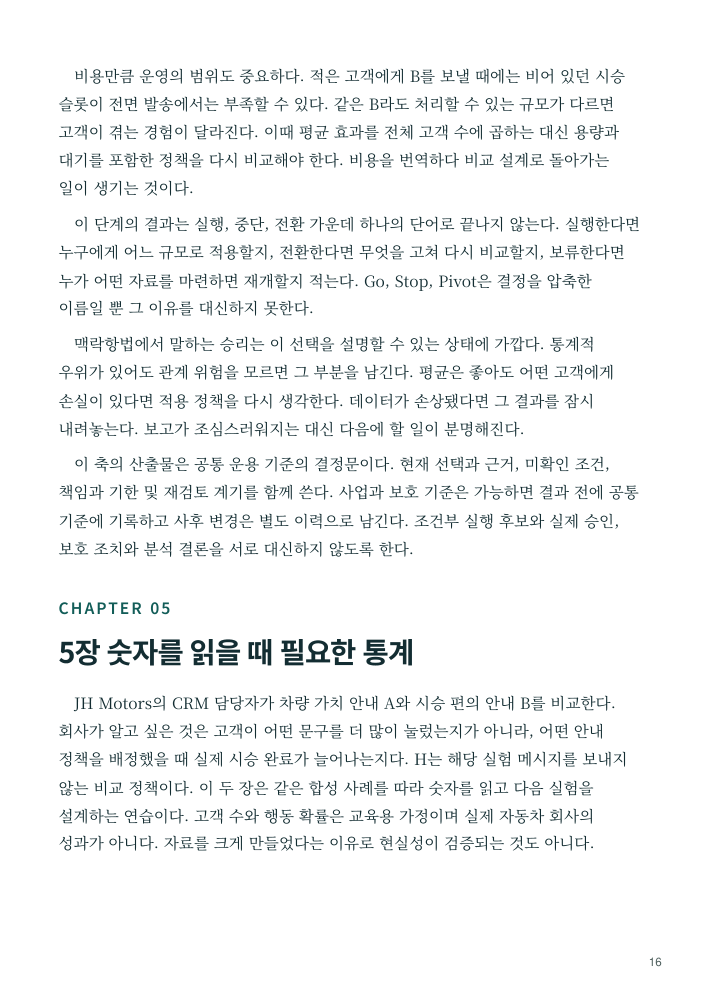 비용만큼 운영의 범위도 중요하다. 적은 고객에게 B를 보낼 때에는 비어 있던 시승
슬롯이 전면 발송에서는 부족할 수 있다. 같은 B라도 처리할 수 있는 규모가 다르면
고객이 겪는 경험이 달라진다. 이때 평균 효과를 전체 고객 수에 곱하는 대신 용량과
대기를 포함한 정책을 다시 비교해야 한다. 비용을 번역하다 비교 설계로 돌아가는
일이 생기는 것이다.
이 단계의 결과는 실행, 중단, 전환 가운데 하나의 단어로 끝나지 않는다. 실행한다면
누구에게 어느 규모로 적용할지, 전환한다면 무엇을 고쳐 다시 비교할지, 보류한다면
누가 어떤 자료를 마련하면 재개할지 적는다. Go, Stop, Pivot은 결정을 압축한
이름일 뿐 그 이유를 대신하지 못한다.
맥락항법에서 말하는 승리는 이 선택을 설명할 수 있는 상태에 가깝다. 통계적
우위가 있어도 관계 위험을 모르면 그 부분을 남긴다. 평균은 좋아도 어떤 고객에게
손실이 있다면 적용 정책을 다시 생각한다. 데이터가 손상됐다면 그 결과를 잠시
내려놓는다. 보고가 조심스러워지는 대신 다음에 할 일이 분명해진다.
이 축의 산출물은 공통 운용 기준의 결정문이다. 현재 선택과 근거, 미확인 조건,
책임과 기한 및 재검토 계기를 함께 쓴다. 사업과 보호 기준은 가능하면 결과 전에 공통
기준에 기록하고 사후 변경은 별도 이력으로 남긴다. 조건부 실행 후보와 실제 승인,
보호 조치와 분석 결론을 서로 대신하지 않도록 한다.
CHAPTER 05
5장 숫자를 읽을 때 필요한 통계
JH Motors의 CRM 담당자가 차량 가치 안내 A와 시승 편의 안내 B를 비교한다.
회사가 알고 싶은 것은 고객이 어떤 문구를 더 많이 눌렀는지가 아니라, 어떤 안내
정책을 배정했을 때 실제 시승 완료가 늘어나는지다. H는 해당 실험 메시지를 보내지
않는 비교 정책이다. 이 두 장은 같은 합성 사례를 따라 숫자를 읽고 다음 실험을
설계하는 연습이다. 고객 수와 행동 확률은 교육용 가정이며 실제 자동차 회사의
성과가 아니다. 자료를 크게 만들었다는 이유로 현실성이 검증되는 것도 아니다.
16